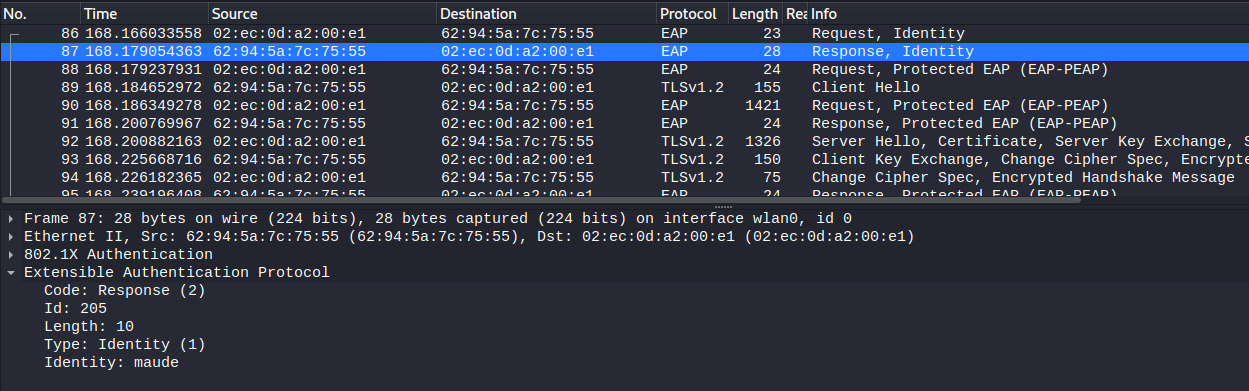 No. Time Source Destination Protocol Length Rea Info
86 168.166033558 02:ec:0d:a2:00:e1 62:94:5a:7c:75:55 EAP 23 Request, Identity
87 168.179054363 62:94:5a:7c:75:55 02:ec:0d:a2:00:e1 EAP 28 Response, Identity
88 168.179237931 02:ec:0d:a2:00:e1 62:94:5a:7c:75:55 EAP 24 Request, Protected EAP (EAP-PEAP)
89 168.184652972 62:94:5a:7c:75:55 02:ec:0d:a2:00:e1 TLSv1.2 155 Client Hello
90 168.186349278 02:ec:0d:a2:00:e1 62:94:5a:7c:75:55 EAP 1421 Request, Protected EAP (EAP-PEAP)
91 168.200769967 62:94:5a:7c:75:55 02:ec:0d:a2:00:e1 EAP 24 Response, Protected EAP (EAP-PEAP)
92 168.200882163 02:ec:0d:a2:00:e1 62:94:5a:7c:75:55 TLSv1.2 1326 Server Hello, Certificate, Server Key Exchange, S
93 168.225668716 62:94:5a:7c:75:55 02:ec:0d:a2:00:e1 TLSv1.2 150 Client Key Exchange, Change Cipher Spec, Encrypte
94 168.226182365 02:ec:0d:a2:00:e1 62:94:5a:7c:75:55 TLSv1.2 75 Change Cipher Spec, Encrypted Handshake Message
95 168.239196408 62:94:5a:7c:75:55 02:ec:0d:a2:00:e1 EAP 24 Response, Protected EAP (EAP-PEAP)
Frame 87: 28 bytes on wire (224 bits), 28 bytes captured (224 bits) on interface wlan0, id 0
Ethernet II, Src: 62:94:5a:7c:75:55 (62:94:5a:7c:75:55), Dst: 02:ec:0d:a2:00:e1 (02:ec:0d:a2:00:e1)
802.1X Authentication
Extensible Authentication Protocol
Code: Response (2)
Id: 205
Length: 10
Type: Identity (1)
Identity: maude